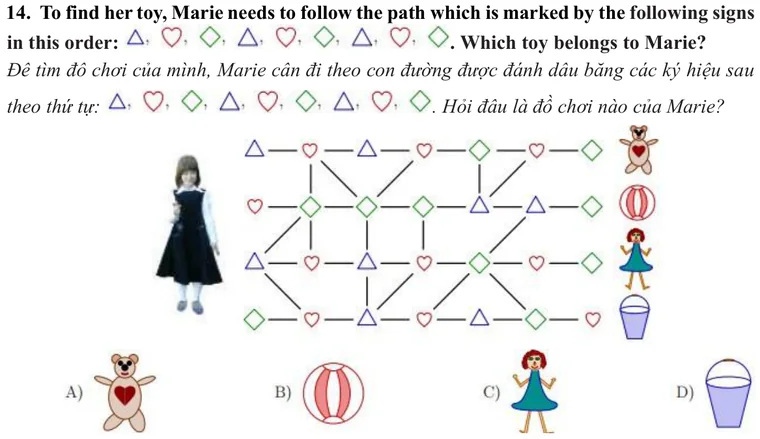 14. To find her toy, Marie needs to follow the path which is marked by the following signs
in this order: △, ♡, ◇, △, ♡, ◇, △, ♡, ◇. Which toy belongs to Marie?
Để tìm đồ chơi của mình, Marie cần đi theo con đường được đánh dấu bằng các ký hiệu sau
theo thứ tự: △, ♡, ◇, △, ♡, ◇, △, ♡, ◇. Hỏi đâu là đồ chơi nào của Marie?
A)
B)
C)
D)